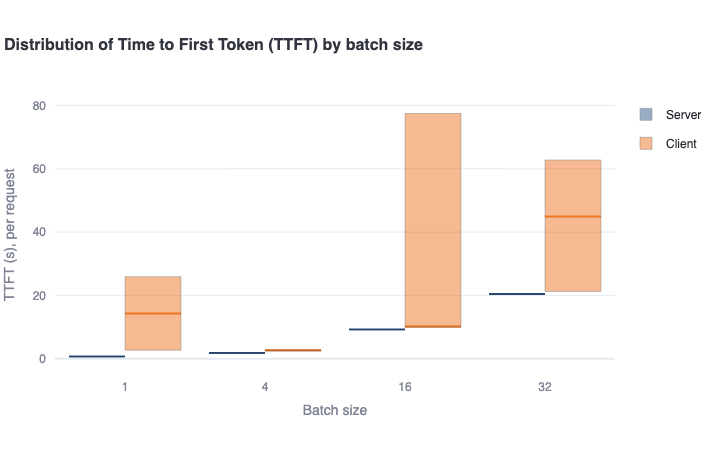 Distribution of Time to First Token (TTFT) by batch size
TTFT (s), per request
80
60
40
20
0
1
4
16
32
Batch size
Server
Client